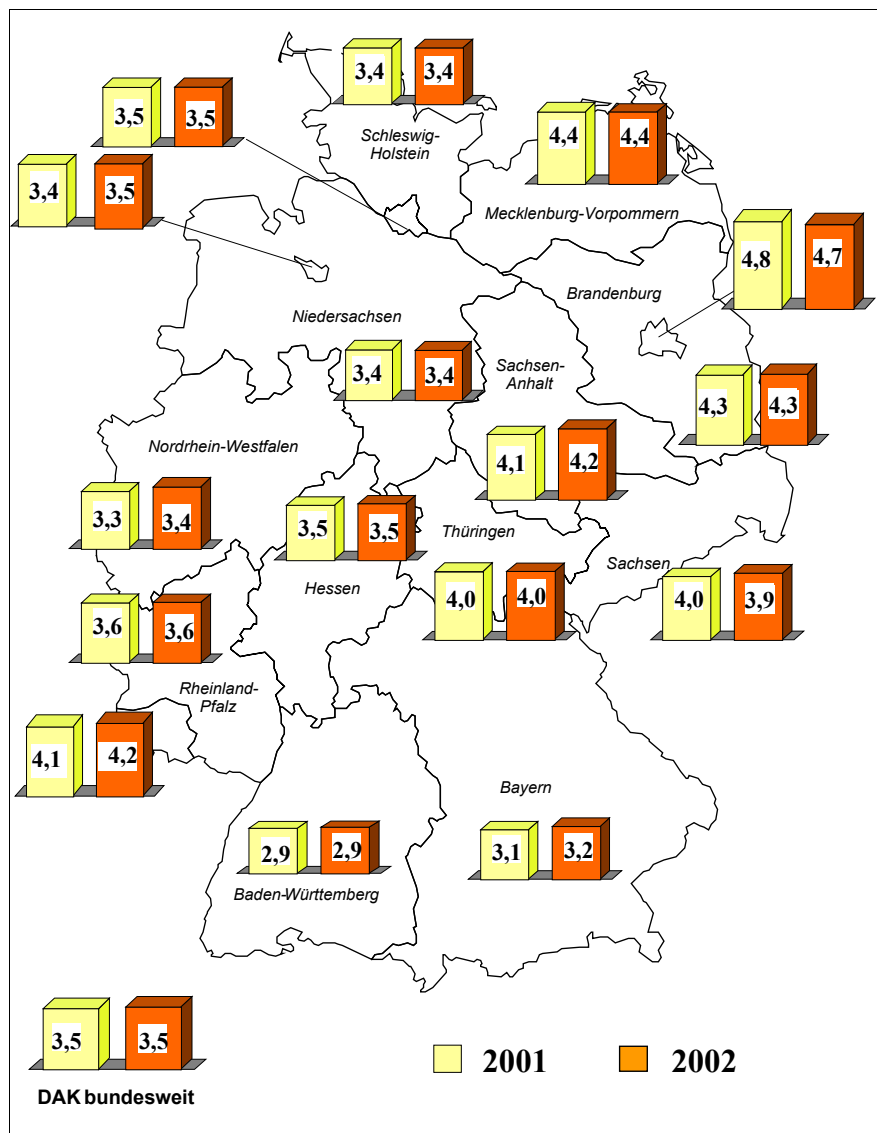 3,4 3,4
3,5 3,5
Schleswig-
Holstein
4,4 4,4
3,4 3,5
Mecklenburg-Vorpommern
4,8 4,7
Brandenburg
Niedersachsen
3,4 3,4
Sachsen-
Anhalt
4,3 4,3
Nordrhein-Westfalen
4,1 4,2
3,3 3,4
3,5 3,5
Thüringen
Sachsen
Hessen
4,0 4,0
4,0 3,9
3,6 3,6
Rheinland-
Pfalz
4,1 4,2
Bayern
2,9 2,9
3,1 3,2
Baden-Württemberg
3,5 3,5
2001 2002
DAK bundesweit